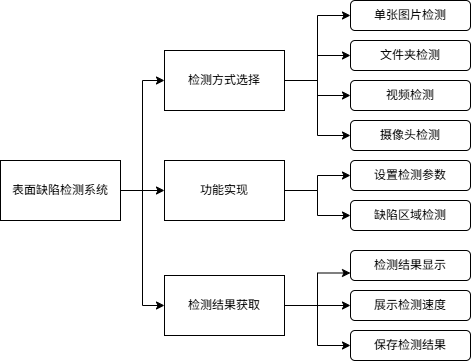 表面缺陷检测系统
检测方式选择
单张图片检测
文件夹检测
视频检测
摄像头检测
功能实现
设置检测参数
缺陷区域检测
检测结果获取
检测结果显示
展示检测速度
保存检测结果